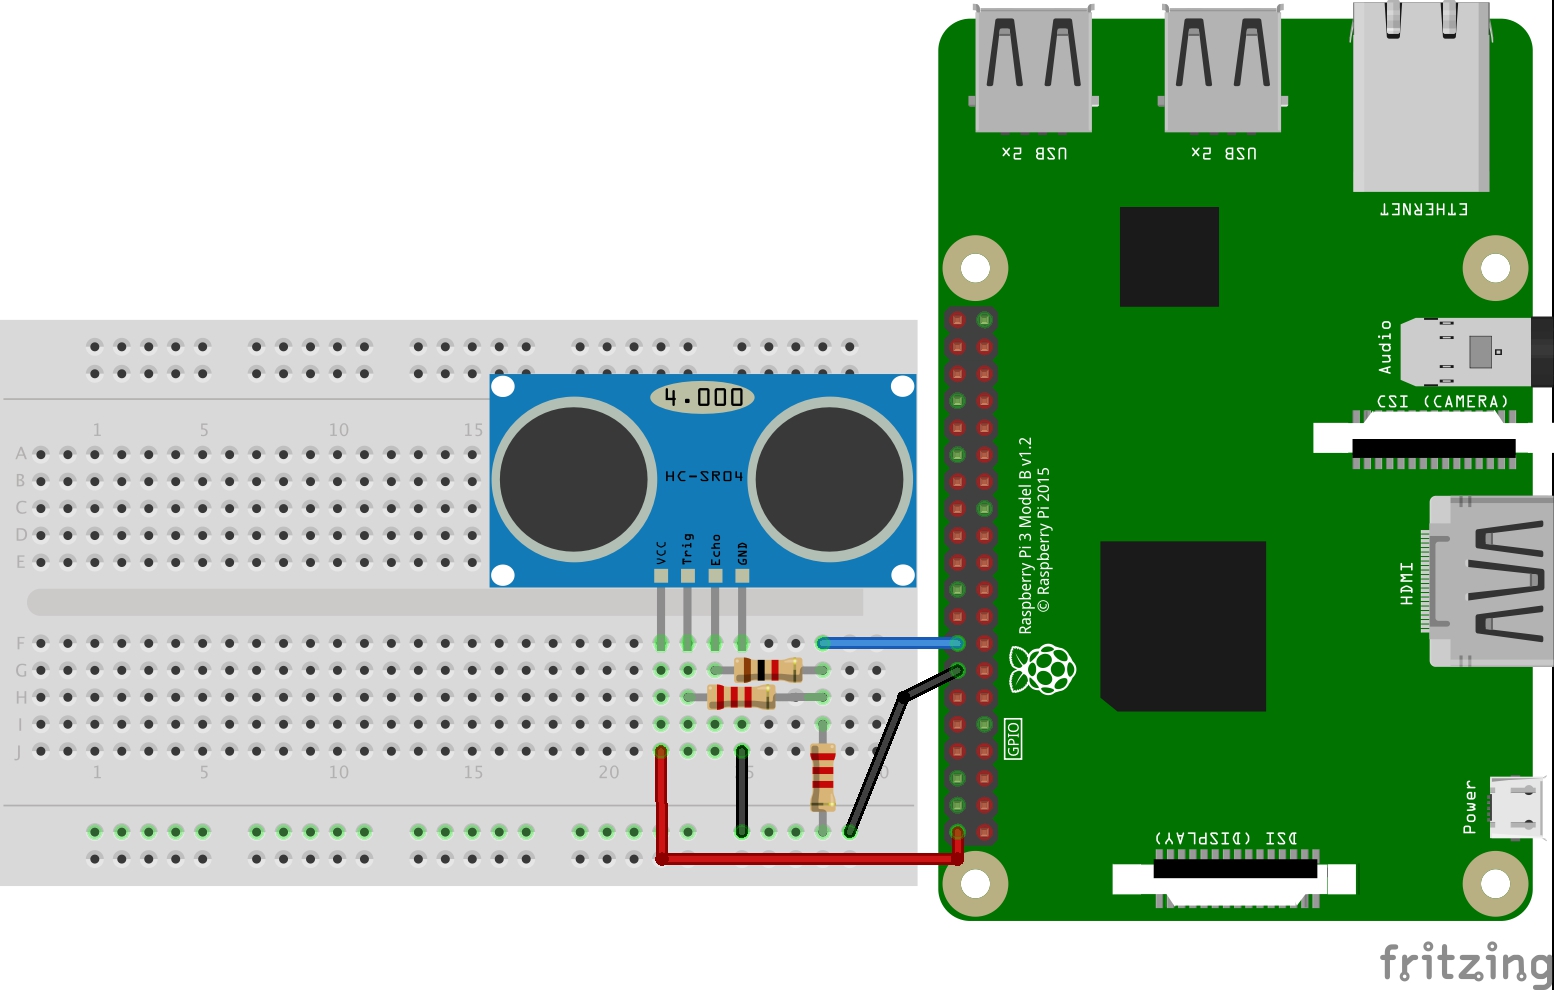 USB 2x
USB 2x
ETHERNET
Audio
CSI (CAMERA)
4.000
HC-SR04
VCC
Trig
Echo
GND
Raspberry Pi 3 Model B v1.2
© Raspberry Pi 2015
HDMI
GPIO
Power
DSI (DISPLAY)
1 5 10 15
A
B
C
D
E
F
G
H
I
J
1 5 10 15 20 5 0
fritzing